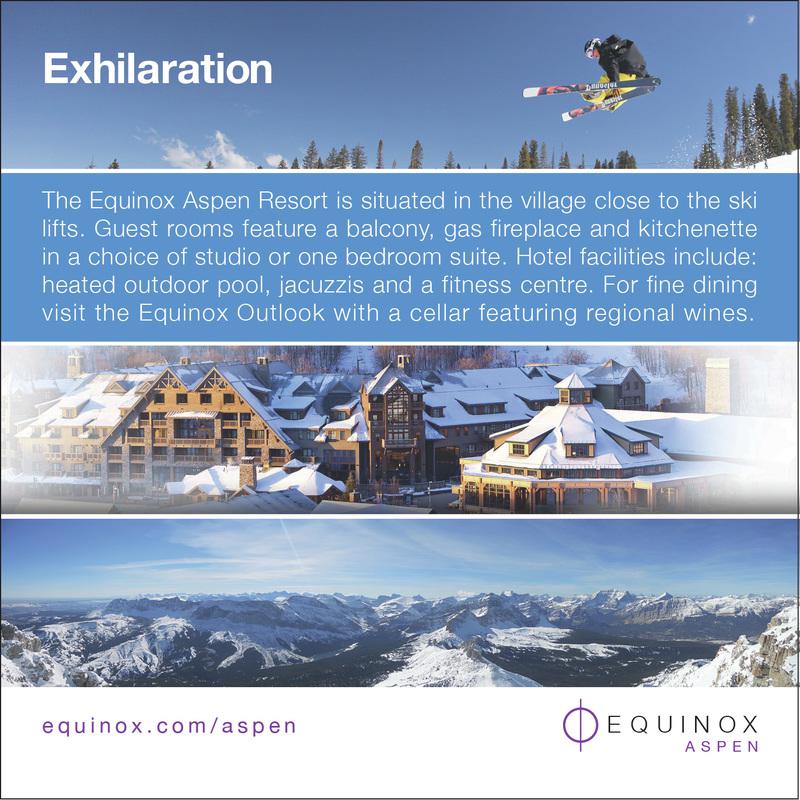 Exhilaration
The Equinox Aspen Resort is situated in the village close to the ski
lifts. Guest rooms feature a balcony, gas fireplace and kitchenette
in a choice of studio or one bedroom suite. Hotel facilities include:
heated outdoor pool, jacuzzis and a fitness centre. For fine dining
visit the Equinox Outlook with a cellar featuring regional wines.
equinox.com/aspen
EQUINOX
ASPEN